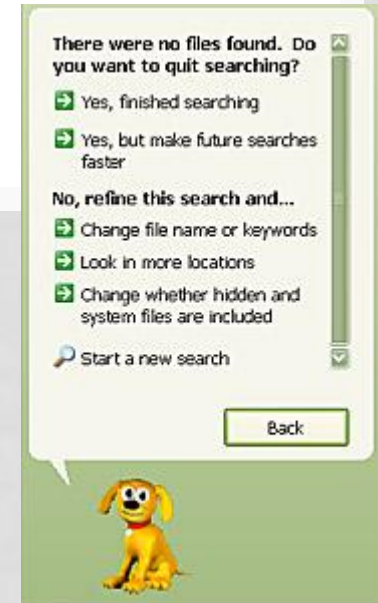 There were no files found. Do
you want to quit searching?
Yes, finished searching
Yes, but make future searches
faster
No, refine this search and...
Change file name or keywords
Look in more locations
Change whether hidden and
system files are included
Start a new search
Back